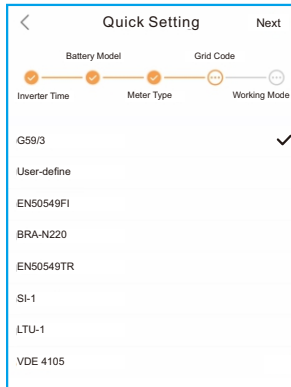 Quick Setting Next
Battery Model Grid Code
Inverter Time Meter Type Working Mode
G59/3
User-define
EN50549FI
BRA-N220
EN50549TR
SI-1
LTU-1
VDE 4105